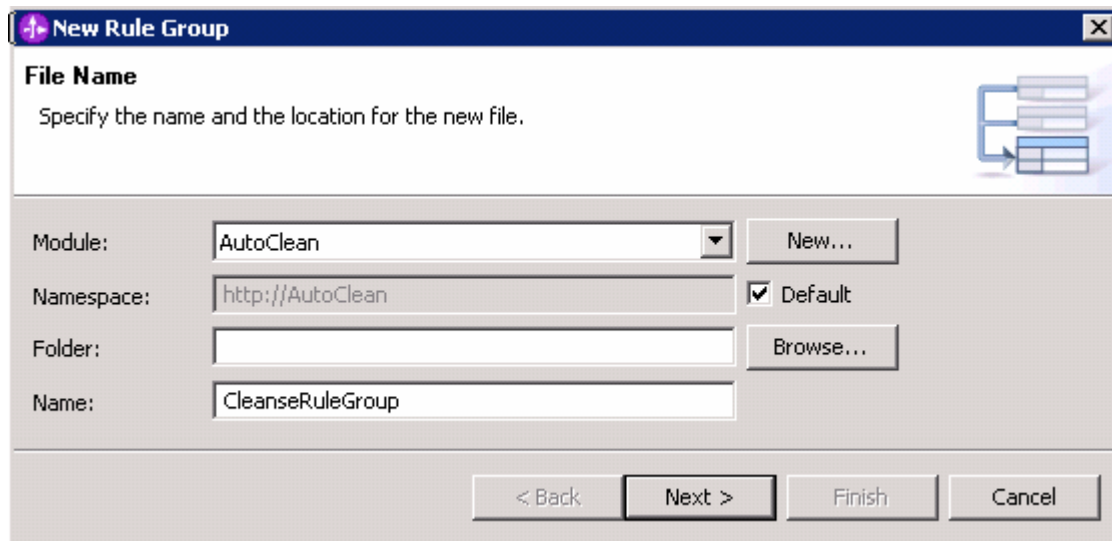 New Rule Group
File Name
Specify the name and the location for the new file.
Module: AutoClean New...
Namespace: http://AutoClean Default
Folder: Browse...
Name: CleanseRuleGroup
< Back Next > Finish Cancel